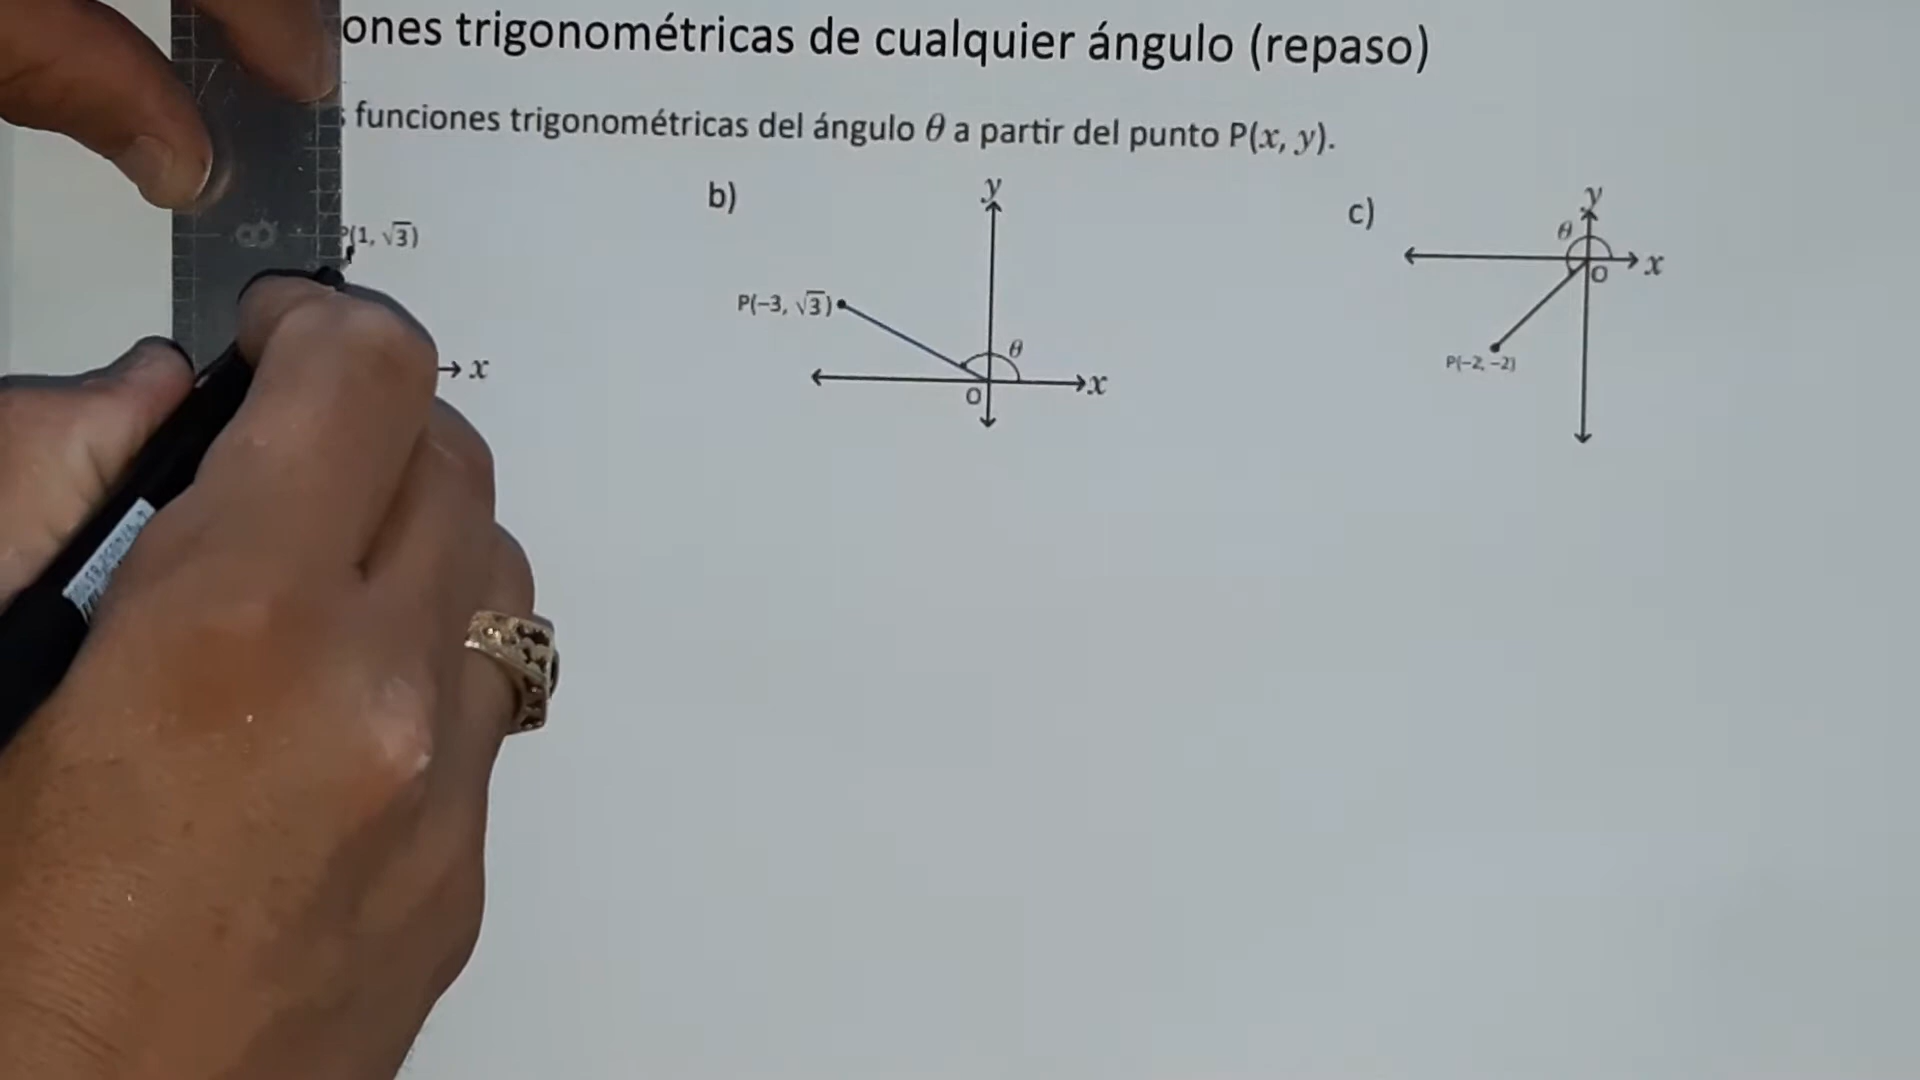 ones trigonométricas de cualquier ángulo (repaso)
s funciones trigonométricas del ángulo θ a partir del punto P(x, y).
P(1, √3)
x
b)
y
P(−3, √3)
θ
O
x
c)
y
θ
x
O
P(−2, −2)
8